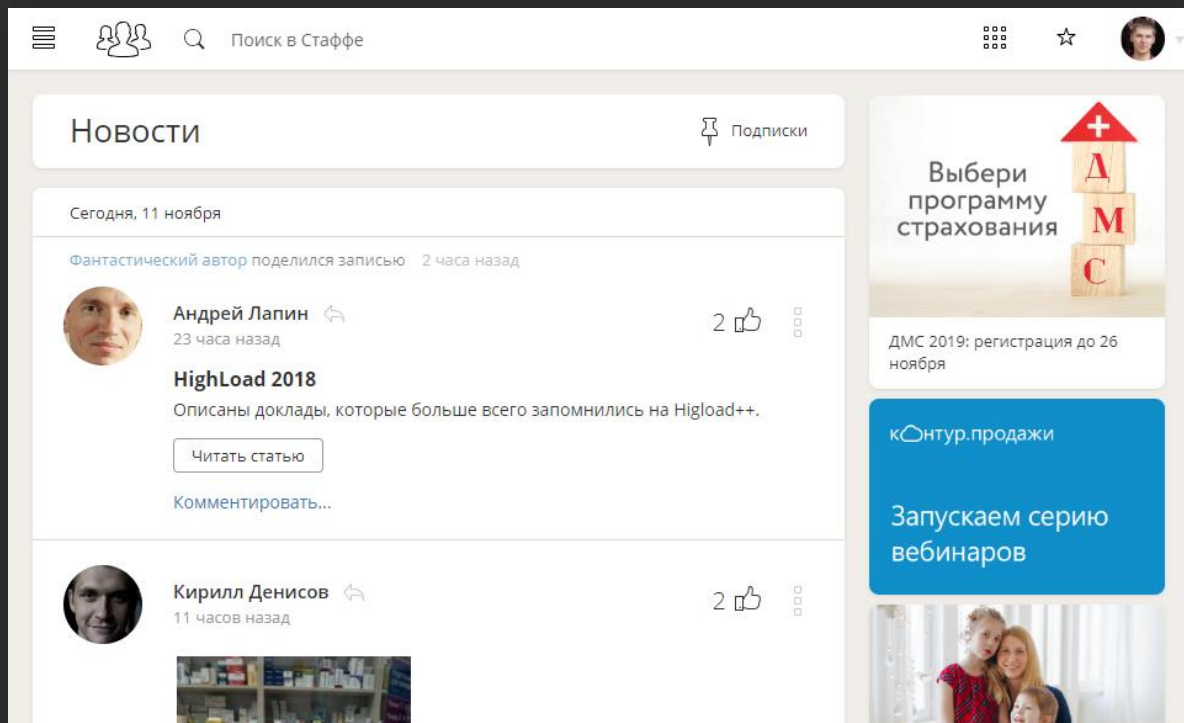 Поиск в Стаффе
Новости
Подписки
Сегодня, 11 ноября
Фантастический автор поделился записью 2 часа назад
Андрей Лапин
23 часа назад
2
HighLoad 2018
Описаны доклады, которые больше всего запомнились на Higload++.
Читать статью
Комментировать...
Кирилл Денисов
11 часов назад
2
Выбери
программу
страхования
Д
М
С
ДМС 2019: регистрация до 26
ноября
контур.продажи
Запускаем серию
вебинаров